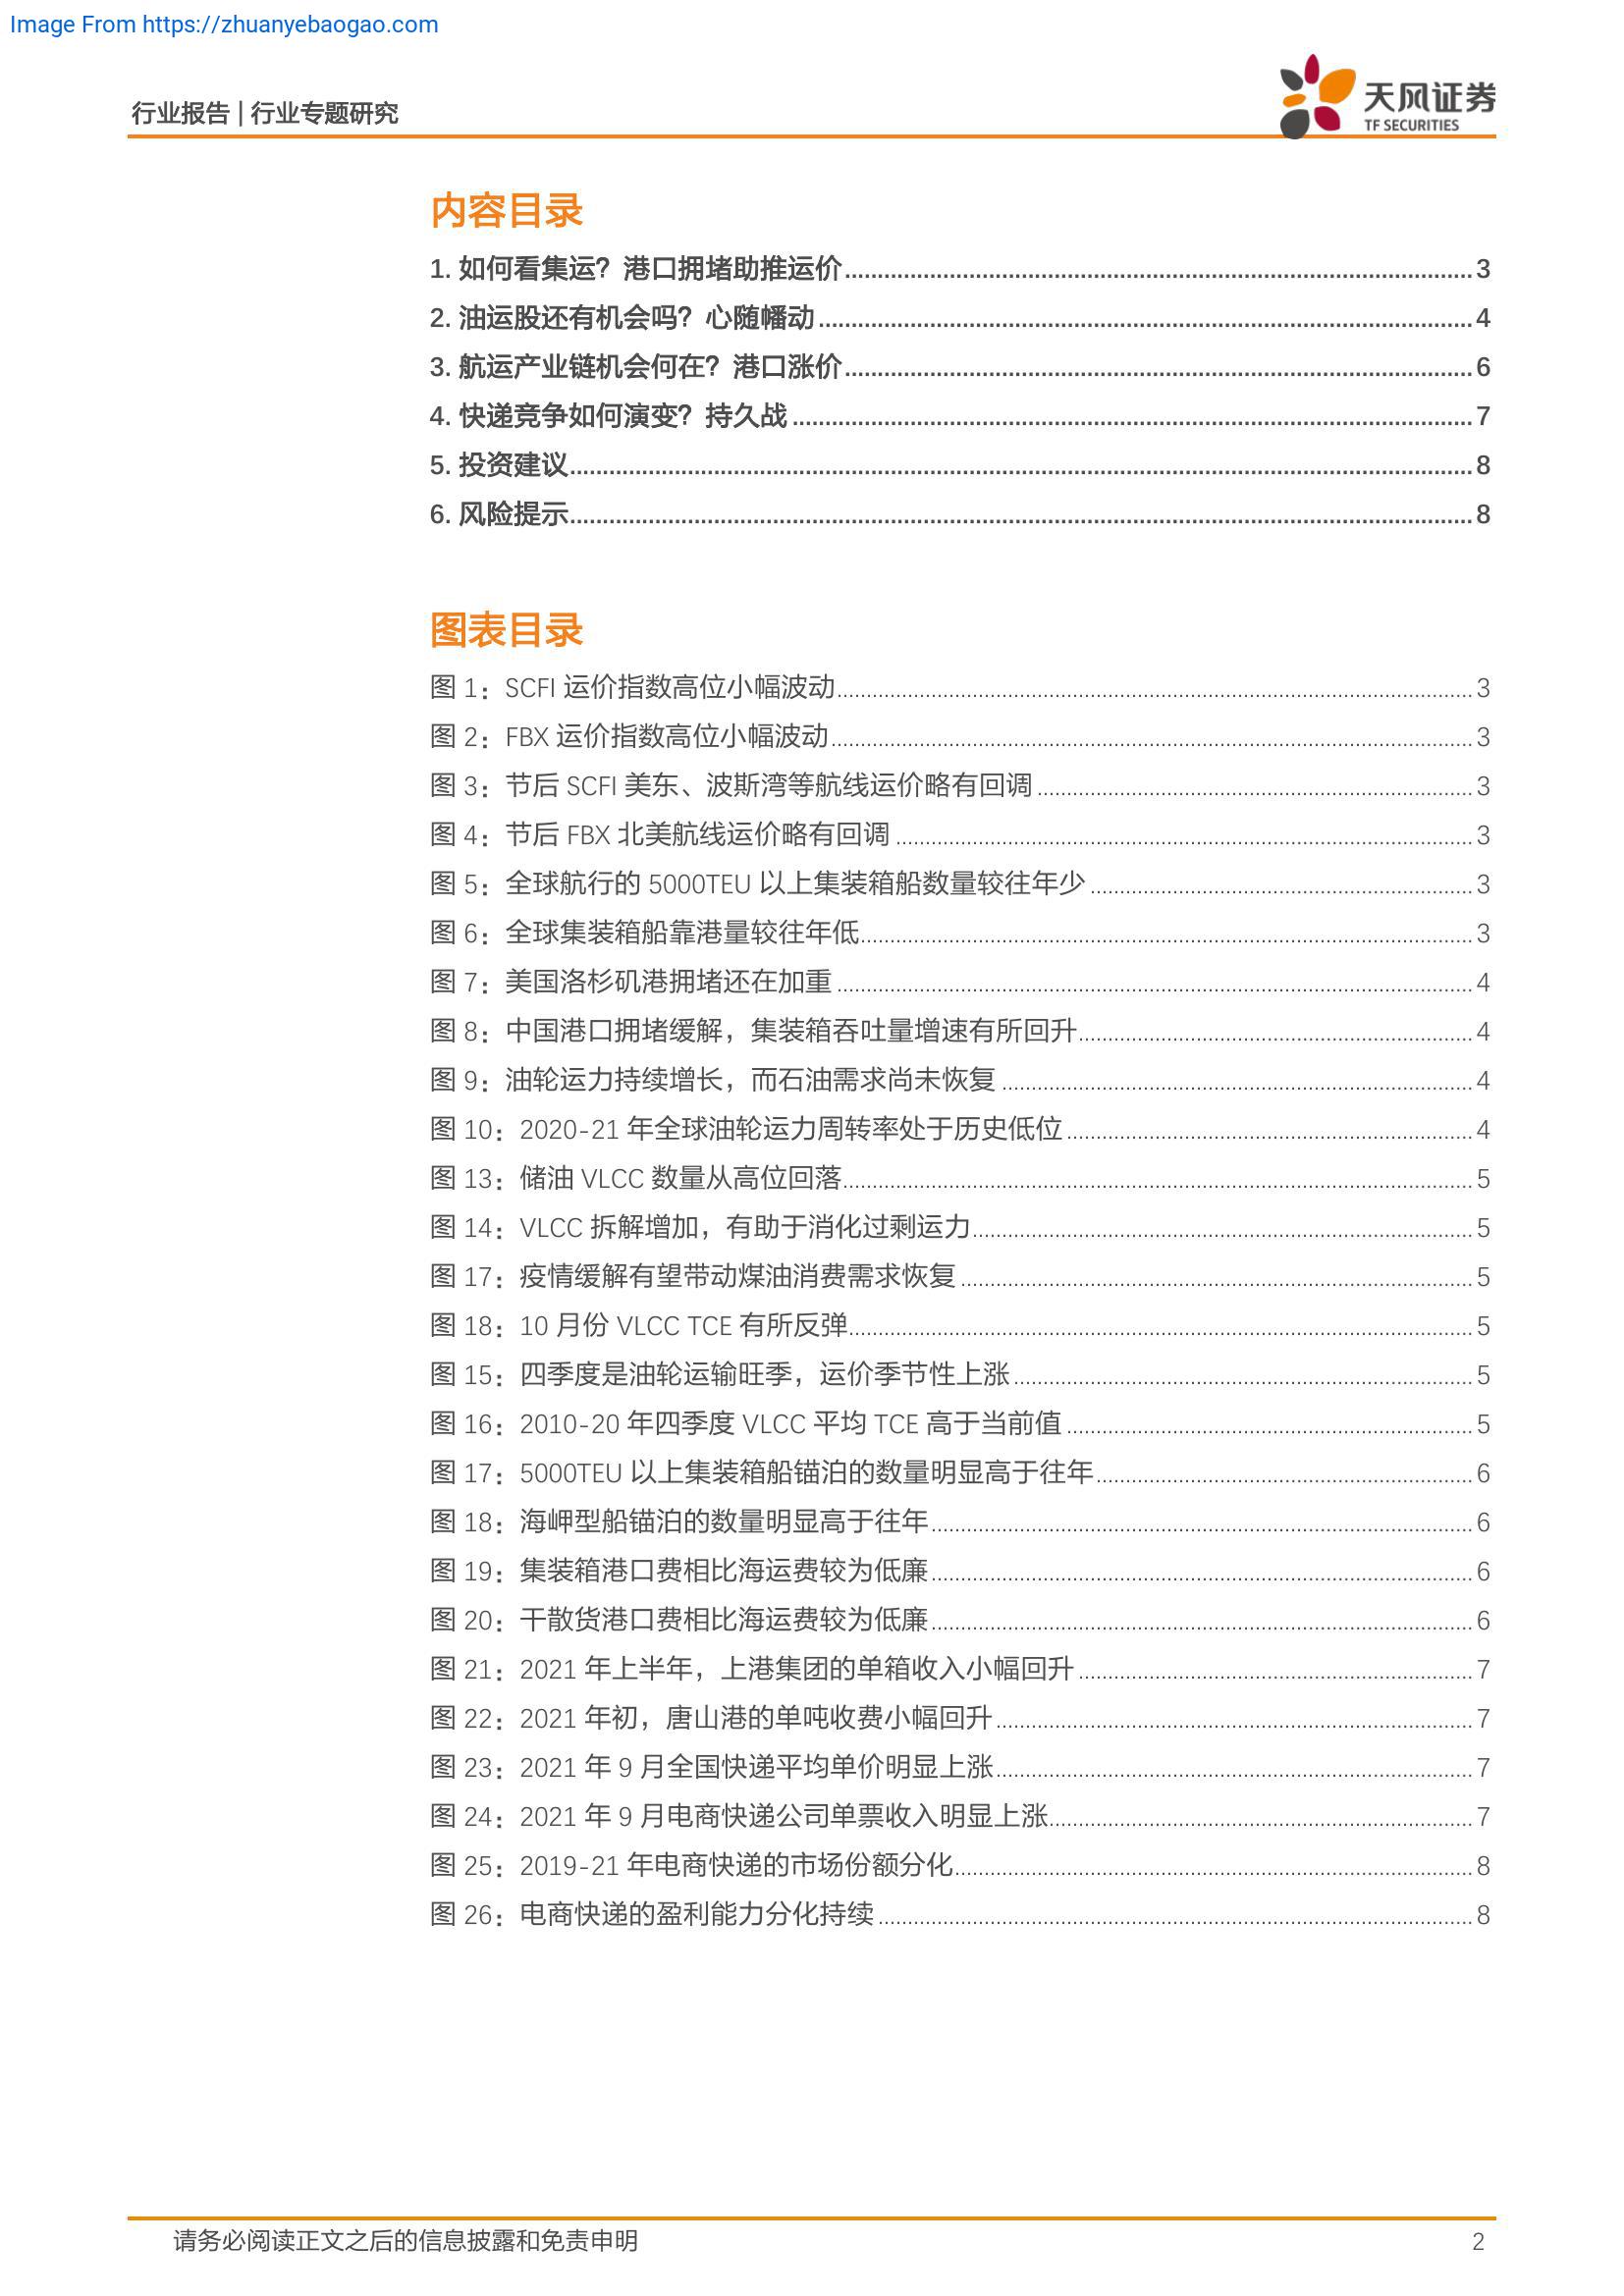 Image From https://zhuanyebaogao.com
行业报告 | 行业专题研究
天风证券
TF SECURITIES
内容目录
1. 如何看集运？港口拥堵助推运价 3
2. 油运股还有机会吗？心随幡动 4
3. 航运产业链机会何在？港口涨价 6
4. 快递竞争如何演变？持久战 7
5. 投资建议 8
6. 风险提示 8
图表目录
图 1：SCFI 运价指数高位小幅波动 3
图 2：FBX 运价指数高位小幅波动 3
图 3：节后 SCFI 美东、波斯湾等航线运价略有回调 3
图 4：节后 FBX 北美航线运价略有回调 3
图 5：全球航行的 5000TEU 以上集装箱船数量较往年少 3
图 6：全球集装箱船靠港量较往年低 3
图 7：美国洛杉矶港拥堵还在加重 4
图 8：中国港口拥堵缓解，集装箱吞吐量增速有所回升 4
图 9：油轮运力持续增长，而石油需求尚未恢复 4
图 10：2020-21 年全球油轮运力周转率处于历史低位 4
图 13：储油 VLCC 数量从高位回落 5
图 14：VLCC 拆解增加，有助于消化过剩运力 5
图 17：疫情缓解有望带动煤油消费需求恢复 5
图 18：10 月份 VLCC TCE 有所反弹 5
图 15：四季度是油轮运输旺季，运价季节性上涨 5
图 16：2010-20 年四季度 VLCC 平均 TCE 高于当前值 5
图 17：5000TEU 以上集装箱船锚泊的数量明显高于往年 6
图 18：海岬型船锚泊的数量明显高于往年 6
图 19：集装箱港口费相比海运费较为低廉 6
图 20：干散货港口费相比海运费较为低廉 6
图 21：2021 年上半年，上港集团的单箱收入小幅回升 7
图 22：2021 年初，唐山港的单吨收费小幅回升 7
图 23：2021 年 9 月全国快递平均单价明显上涨 7
图 24：2021 年 9 月电商快递公司单票收入明显上涨 7
图 25：2019-21 年电商快递的市场份额分化 8
图 26：电商快递的盈利能力分化持续 8
请务必阅读正文之后的信息披露和免责申明 2